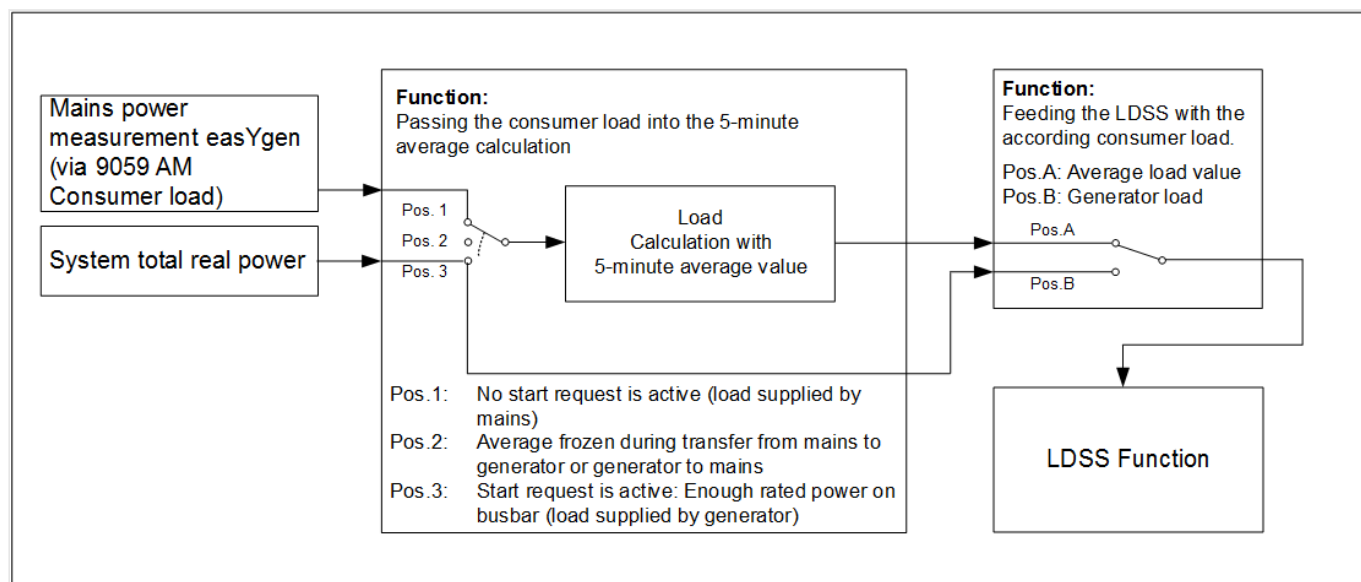 Mains power
measurement easYgen
(via 9059 AM
Consumer load)
System total real power
Function:
Passing the consumer load into the 5-minute
average calculation
Pos. 1
Pos. 2
Pos. 3
Load
Calculation with
5-minute average value
Pos.1: No start request is active (load supplied by
mains)
Pos.2: Average frozen during transfer from mains to
generator or generator to mains
Pos.3: Start request is active: Enough rated power on
busbar (load supplied by generator)
Function:
Feeding the LDSS with the
according consumer load.
Pos.A: Average load value
Pos.B: Generator load
Pos.A
Pos.B
LDSS Function